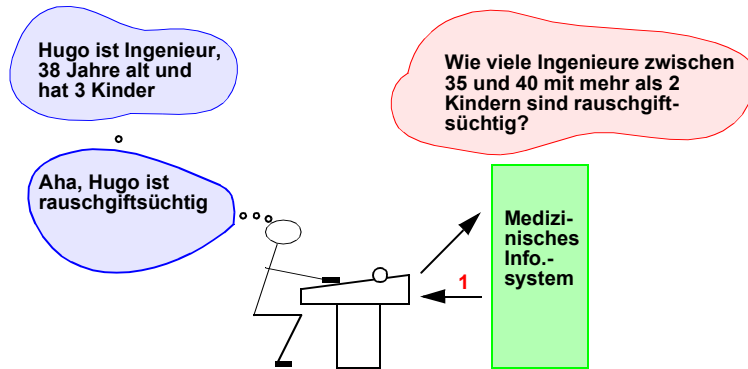 Hugo ist Ingenieur,
38 Jahre alt und
hat 3 Kinder
Wie viele Ingenieure zwischen
35 und 40 mit mehr als 2
Kindern sind rauschgift-
süchtig?
Aha, Hugo ist
rauschgiftsüchtig
Medizi-
nisches
Info.-
system
1